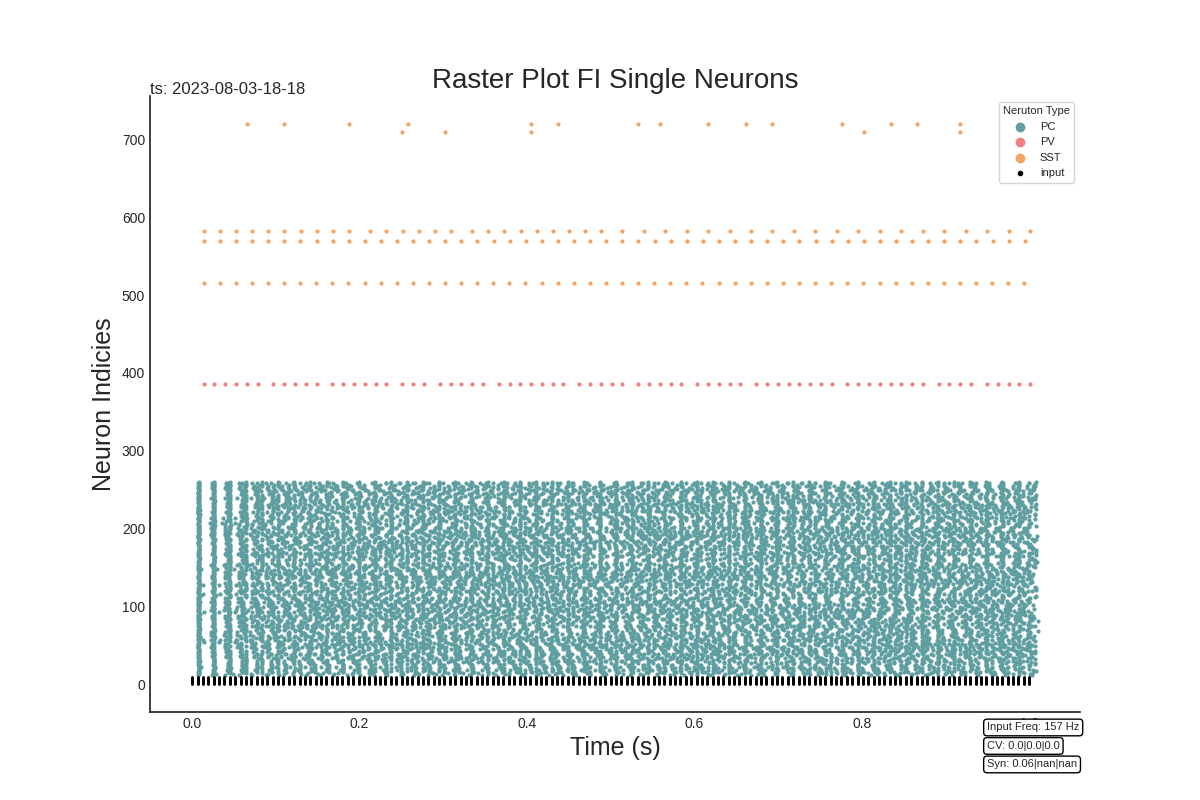 Raster Plot FI Single Neurons
ts: 2023-08-03-18-18
Neruton Type
PC
PV
SST
input
700
600
500
400
300
200
100
0
Neuron Indicies
0.0 0.2 0.4 0.6 0.8
Time (s)
Input Freq: 157 Hz
CV: 0.0|0.0|0.0
Syn: 0.06|nan|nan